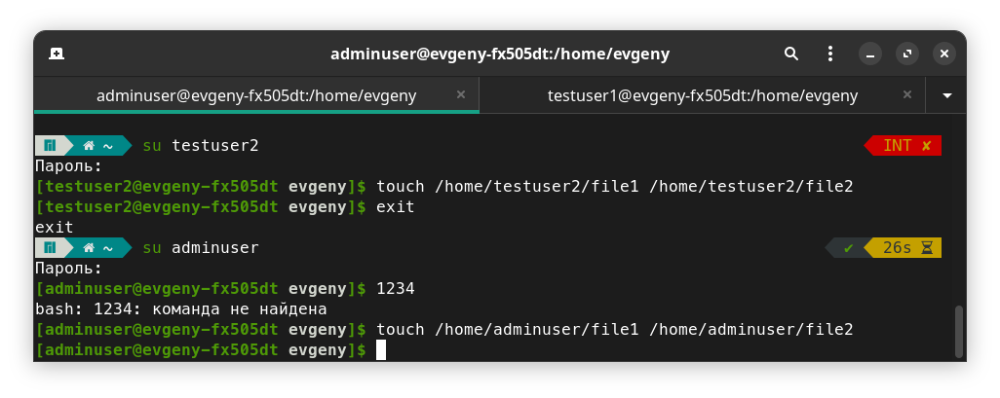 adminuser@evgeny-fx505dt:/home/evgeny
adminuser@evgeny-fx505dt:/home/evgeny testuser1@evgeny-fx505dt:/home/evgeny
~ su testuser2 INT ✘
Пароль:
[testuser2@evgeny-fx505dt evgeny]$ touch /home/testuser2/file1 /home/testuser2/file2
[testuser2@evgeny-fx505dt evgeny]$ exit
exit
~ su adminuser ✔ 26s
Пароль:
[adminuser@evgeny-fx505dt evgeny]$ 1234
bash: 1234: команда не найдена
[adminuser@evgeny-fx505dt evgeny]$ touch /home/adminuser/file1 /home/adminuser/file2
[adminuser@evgeny-fx505dt evgeny]$